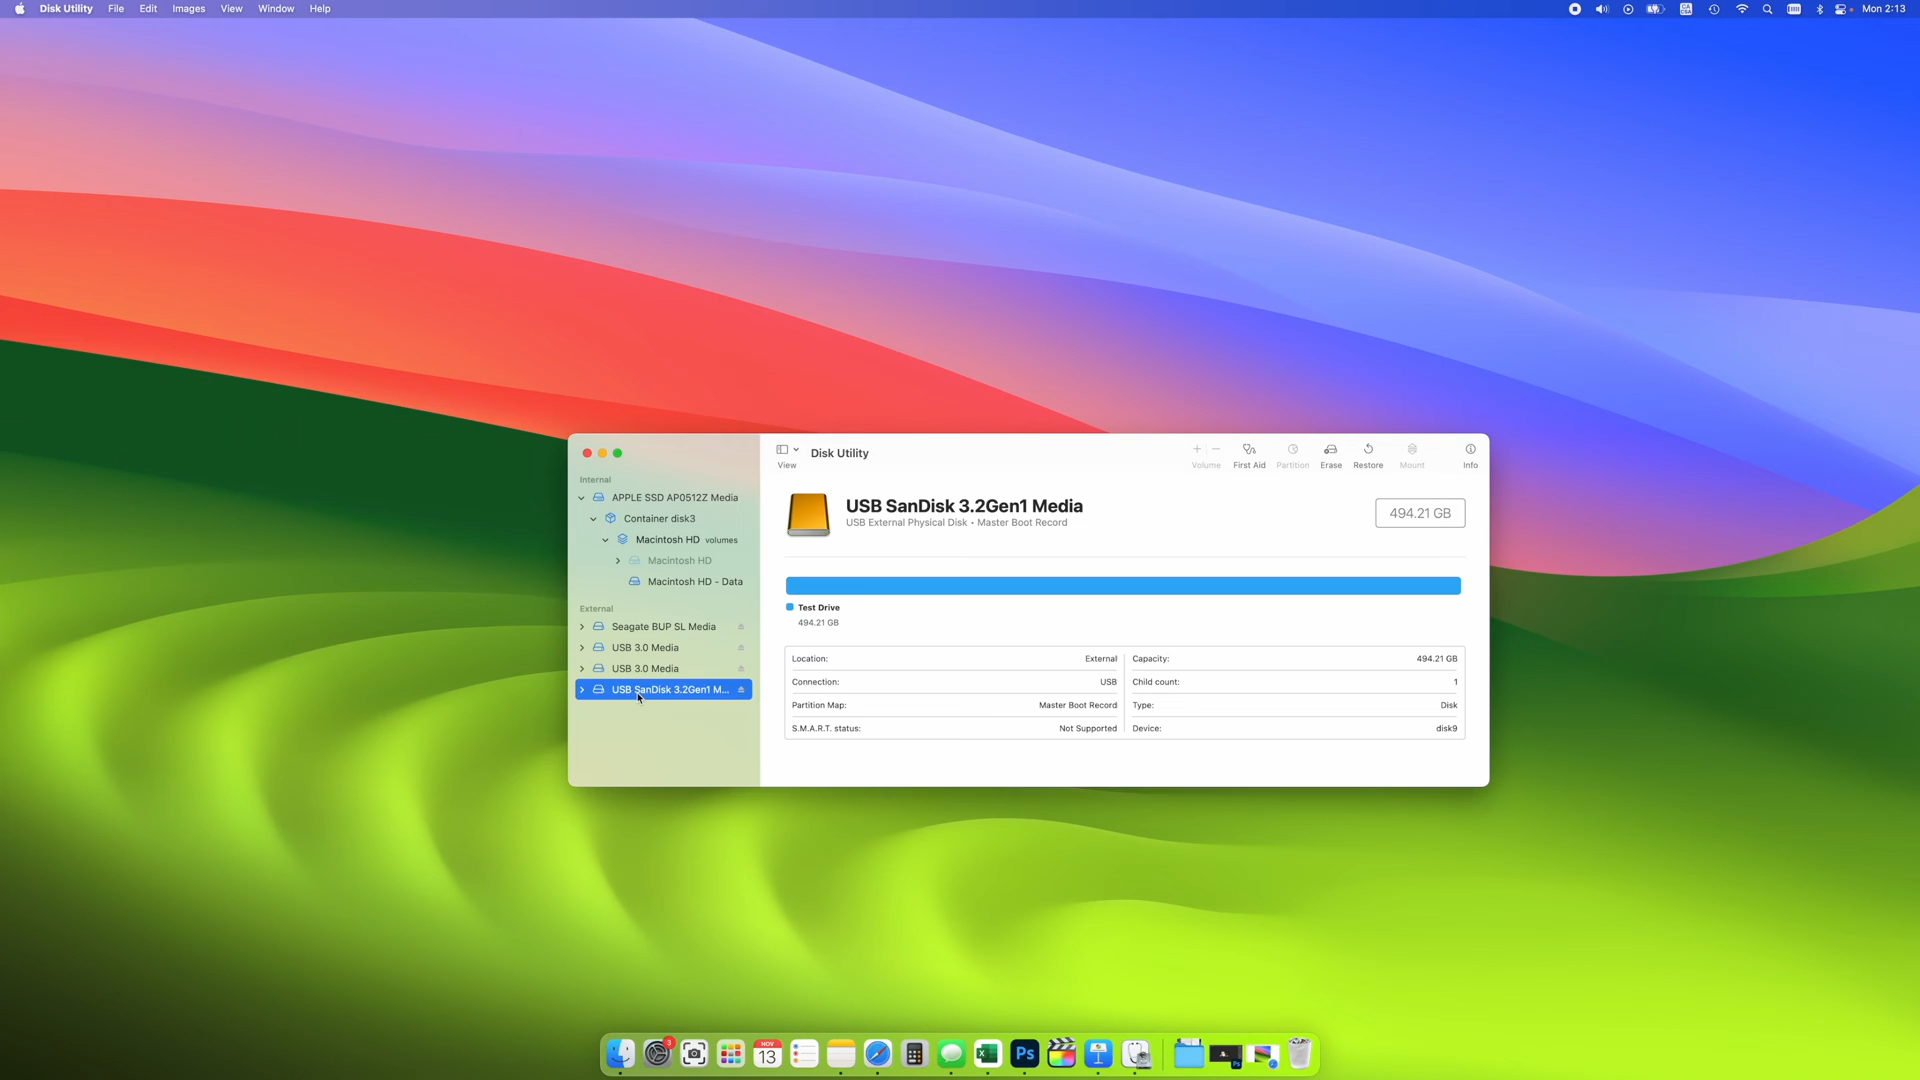 Disk Utility File Edit Images View Window Help
Mon 2:13
Disk Utility
View
Volume First Aid Partition Erase Restore Mount Info
Internal
APPLE SSD AP0512Z Media
Container disk3
Macintosh HD volumes
Macintosh HD
Macintosh HD - Data
External
Seagate BUP SL Media
USB 3.0 Media
USB 3.0 Media
USB SanDisk 3.2Gen1 M...
USB SanDisk 3.2Gen1 Media
USB External Physical Disk • Master Boot Record
494.21 GB
Test Drive
494.21 GB
Location: External
Connection: USB
Partition Map: Master Boot Record
S.M.A.R.T. status: Not Supported
Capacity: 494.21 GB
Child count: 1
Type: Disk
Device: disk9
3
NOV
13
Ps